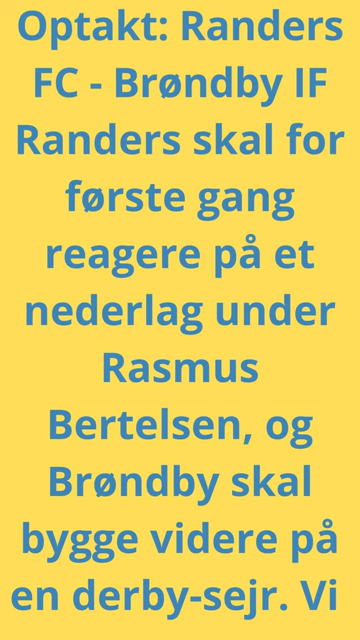 Optakt: Randers
FC - Brøndby IF
Randers skal for
første gang
reagere på et
nederlag under
Rasmus
Bertelsen, og
Brøndby skal
bygge videre på
en derby-sejr. Vi